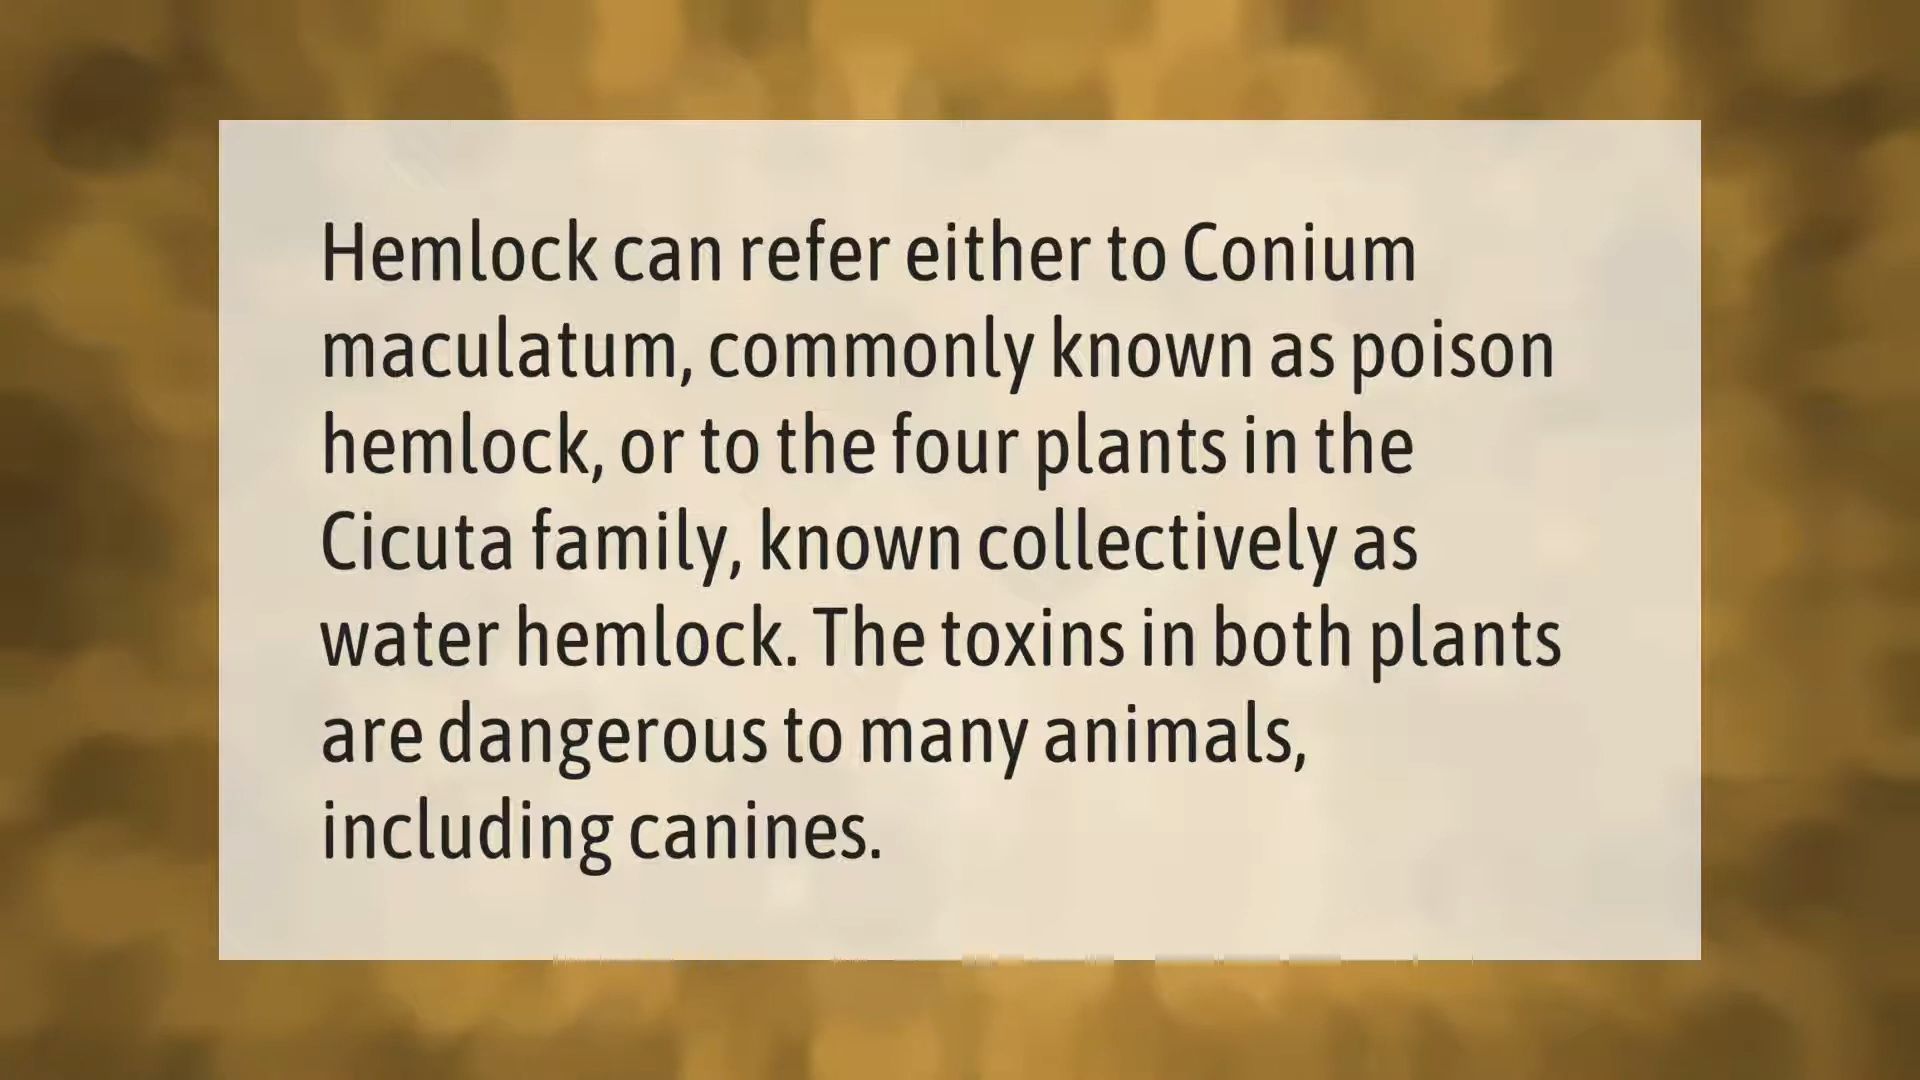 Hemlock can refer either to Conium
maculatum, commonly known as poison
hemlock, or to the four plants in the
Cicuta family, known collectively as
water hemlock. The toxins in both plants
are dangerous to many animals,
including canines.